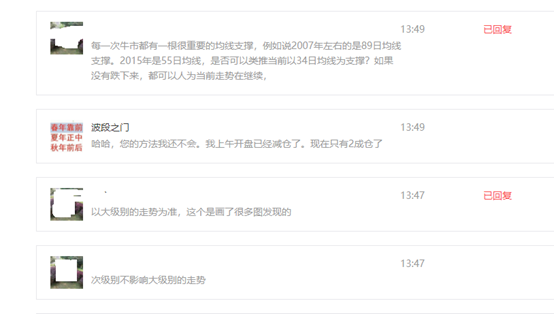 13:49 已回复
每一次牛市都有一根很重要的均线支撑，例如说2007年左右的是89日均线
支撑。2015年是55日均线，是否可以类推当前以34日均线为支撑？如果
没有跌下来，都可以人为当前走势在继续。
春年靠前
夏年正中
秋年前后
波段之门 13:49
哈哈，您的方法我还不会。我上午开盘已经减仓了。现在只有2成仓了
13:47 已回复
以大级别的走势为准，这个是画了很多图发现的
13:47
次级别不影响大级别的走势